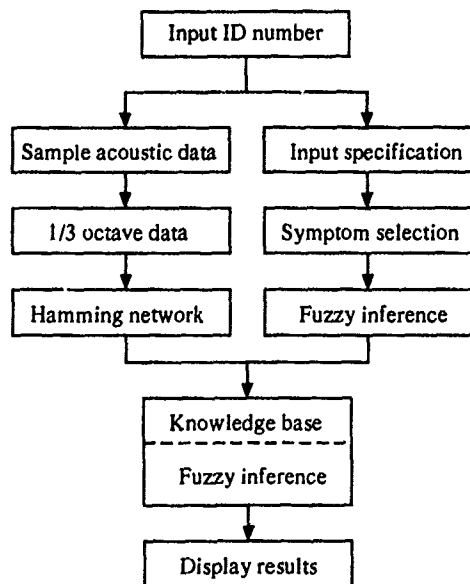 Input ID number
Sample acoustic data
Input specification
1/3 octave data
Symptom selection
Hamming network
Fuzzy inference
Knowledge base
Fuzzy inference
Display results